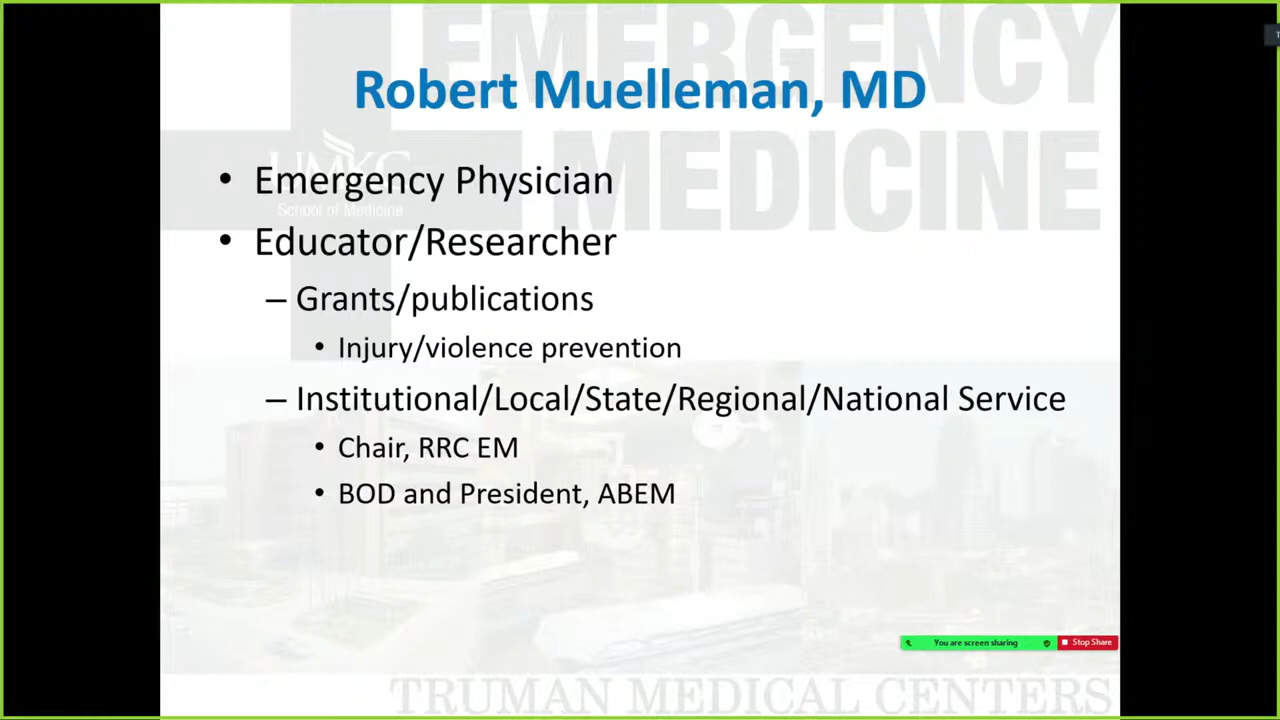 EMERGENCY
MEDICINE
UMKC
School of Medicine
Robert Muelleman, MD
• Emergency Physician
• Educator/Researcher
– Grants/publications
• Injury/violence prevention
– Institutional/Local/State/Regional/National Service
• Chair, RRC EM
• BOD and President, ABEM
You are screen sharing
Stop Share
TRUMAN MEDICAL CENTERS